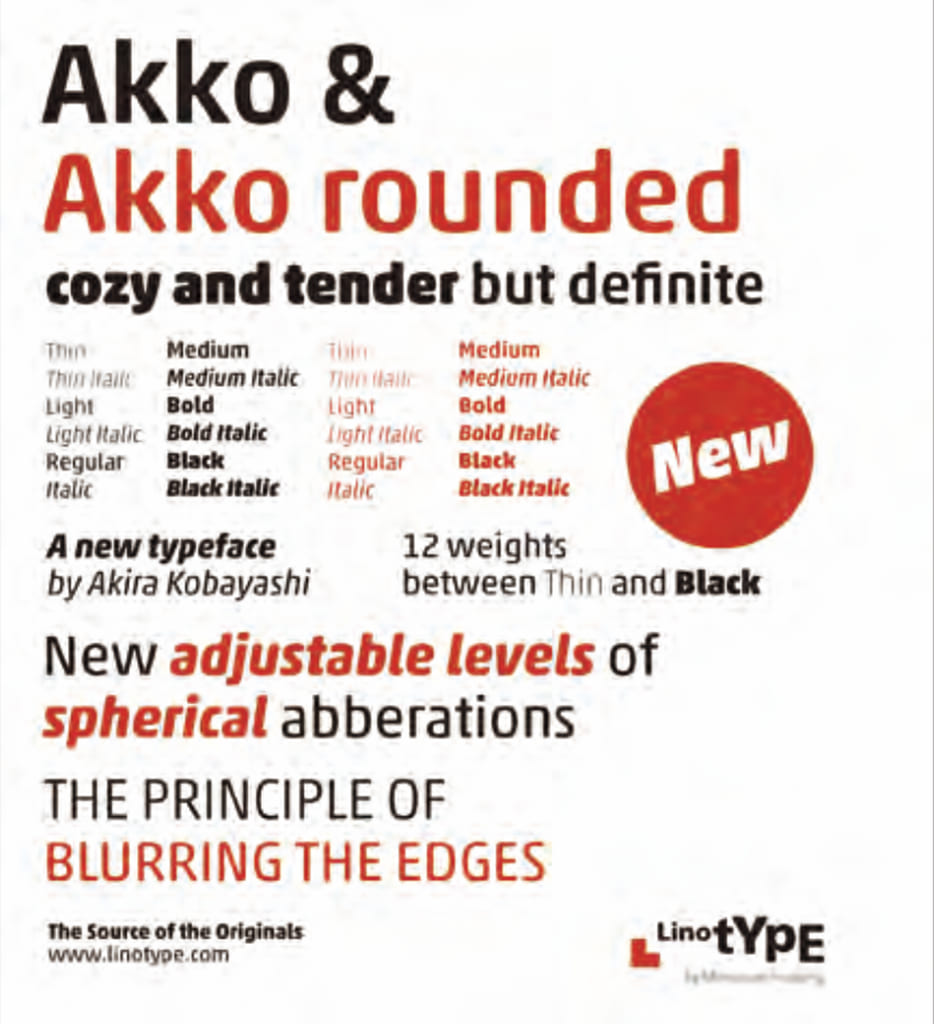 Akko &
Akko rounded
cozy and tender but definite
Thin Medium Thin Medium
Thin Italic Medium Italic Thin Italic Medium Italic
Light Bold Light Bold
Light Italic Bold Italic Light Italic Bold Italic
Regular Black Regular Black
Italic Black Italic Italic Black Italic
New
A new typeface 12 weights
by Akira Kobayashi between Thin and Black
New adjustable levels of
spherical abberations
THE PRINCIPLE OF
BLURRING THE EDGES
The Source of the Originals
www.linotype.com
LinotYpE
by Monotype Imaging